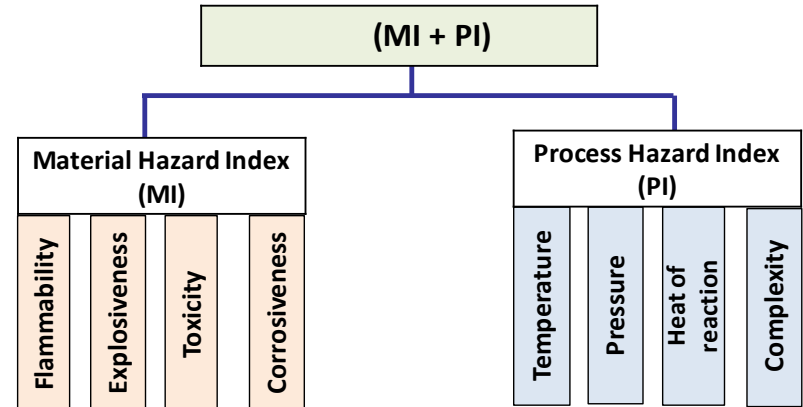 (MI + PI)
Material Hazard Index
(MI)
Flammability
Explosiveness
Toxicity
Corrosiveness
Process Hazard Index
(PI)
Temperature
Pressure
Heat of
reaction
Complexity